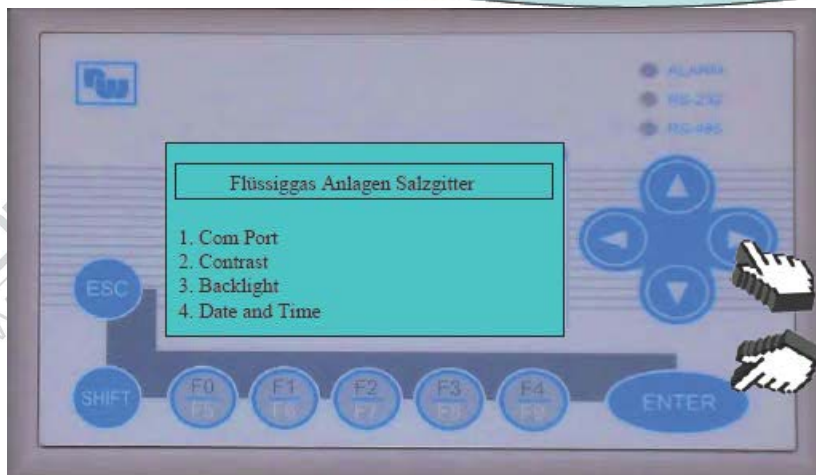 ALARM
RS-232
RS-485
Flüssiggas Anlagen Salzgitter
1. Com Port
2. Contrast
3. Backlight
4. Date and Time
ESC
SHIFT
F0
F5
F1
F6
F2
F7
F3
F8
F4
F9
ENTER